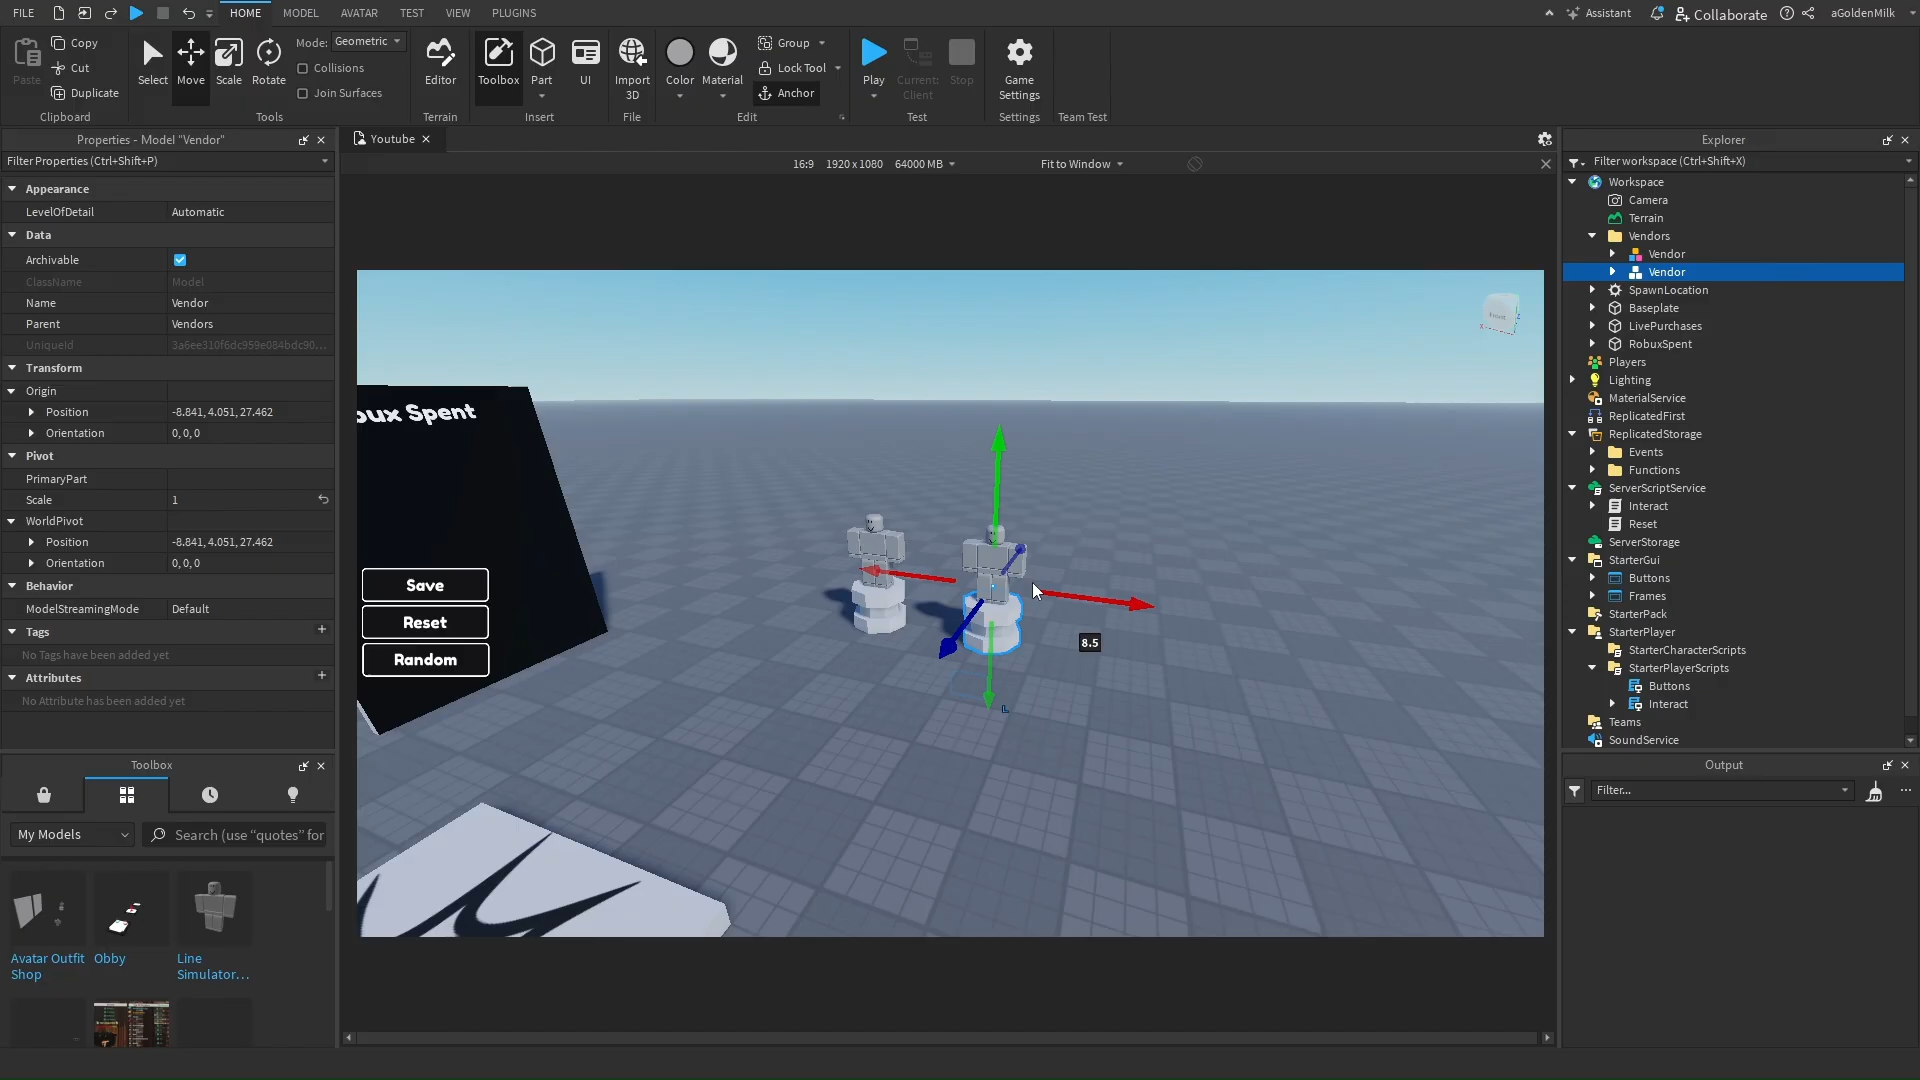 FILE
HOME
MODEL
AVATAR
TEST
VIEW
PLUGINS
Assistant
Collaborate
aGoldenMilk
Paste
Copy
Cut
Duplicate
Clipboard
Select
Move
Scale
Rotate
Mode: Geometric
Collisions
Join Surfaces
Tools
Editor
Terrain
Toolbox
Part
UI
Insert
Import
3D
File
Color
Material
Group
Lock Tool
Anchor
Edit
Play
Current:
Client
Stop
Test
Game
Settings
Settings
Team Test
Properties - Model "Vendor"
Filter Properties (Ctrl+Shift+P)
Appearance
LevelOfDetail Automatic
Data
Archivable
ClassName Model
Name Vendor
Parent Vendors
UniqueId 3a6ee310f6dc959e084bdc90...
Transform
Origin
Position -8.841, 4.051, 27.462
Orientation 0, 0, 0
Pivot
PrimaryPart
Scale 1
WorldPivot
Position -8.841, 4.051, 27.462
Orientation 0, 0, 0
Behavior
ModelStreamingMode Default
Tags
No Tags have been added yet
Attributes
No Attribute has been added yet
Toolbox
My Models
Search (use “quotes” for
Avatar Outfit
Shop
Obby
Line
Simulator…
Youtube
16:9 1920 x 1080 64000 MB
Fit to Window
oux Spent
Save
Reset
Random
8.5
Front
Explorer
Filter workspace (Ctrl+Shift+X)
Workspace
Camera
Terrain
Vendors
Vendor
Vendor
SpawnLocation
Baseplate
LivePurchases
RobuxSpent
Players
Lighting
MaterialService
ReplicatedFirst
ReplicatedStorage
Events
Functions
ServerScriptService
Interact
Reset
ServerStorage
StarterGui
Buttons
Frames
StarterPack
StarterPlayer
StarterCharacterScripts
StarterPlayerScripts
Buttons
Interact
Teams
SoundService
Output
Filter...